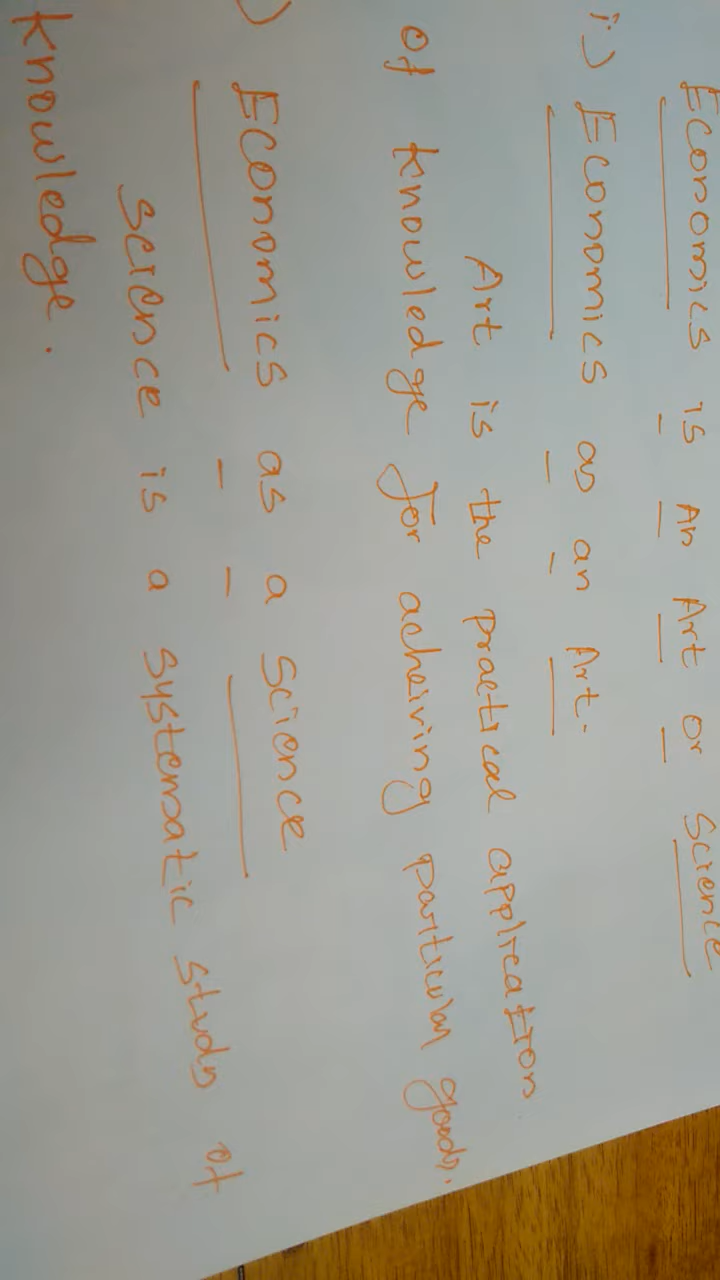 Economics is An Art or Science
i.) Economics as an Art.
Art is the practical application
of knowledge for acheiving particular goods.
) Economics as a Science
Science is a systematic study of
knowledge.